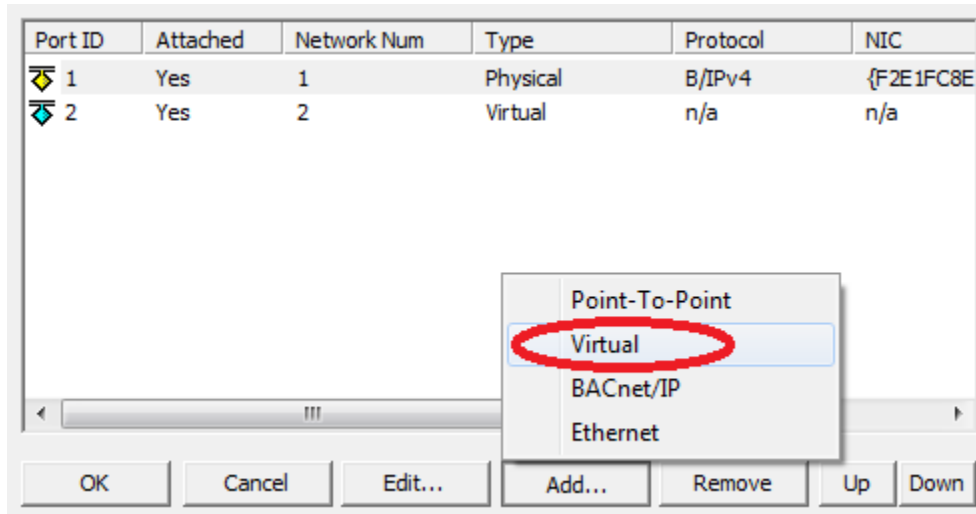 Port ID Attached Network Num Type Protocol NIC
1 Yes 1 Physical B/IPv4 {F2E1FC8E
2 Yes 2 Virtual n/a n/a
Point-To-Point
Virtual
BACnet/IP
Ethernet
OK Cancel Edit... Add... Remove Up Down